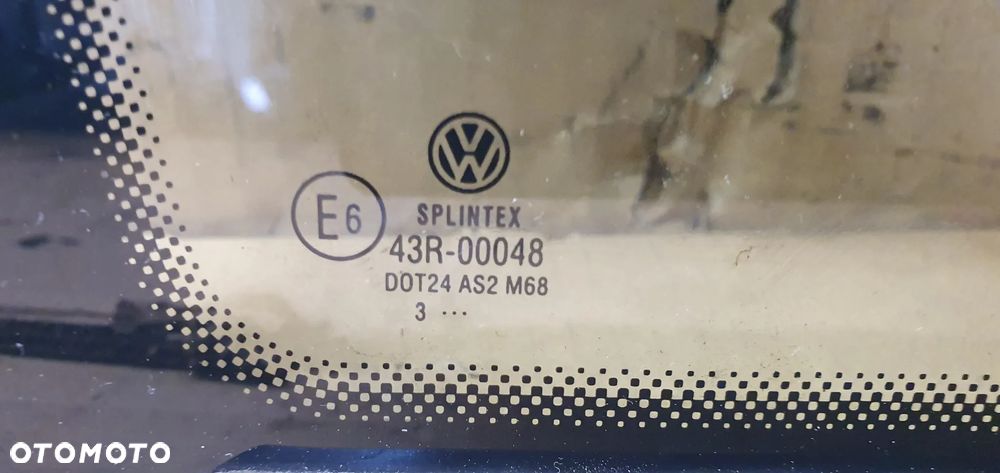 SPLINTEX
E6
43R-00048
DOT24 AS2 M68
3 ...
OTOMOTO